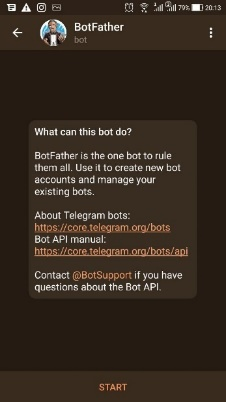 79% 20:13
BotFather
bot
What can this bot do?
BotFather is the one bot to rule
them all. Use it to create new bot
accounts and manage your
existing bots.
About Telegram bots:
https://core.telegram.org/bots
Bot API manual:
https://core.telegram.org/bots/api
Contact @BotSupport if you have
questions about the Bot API.
START